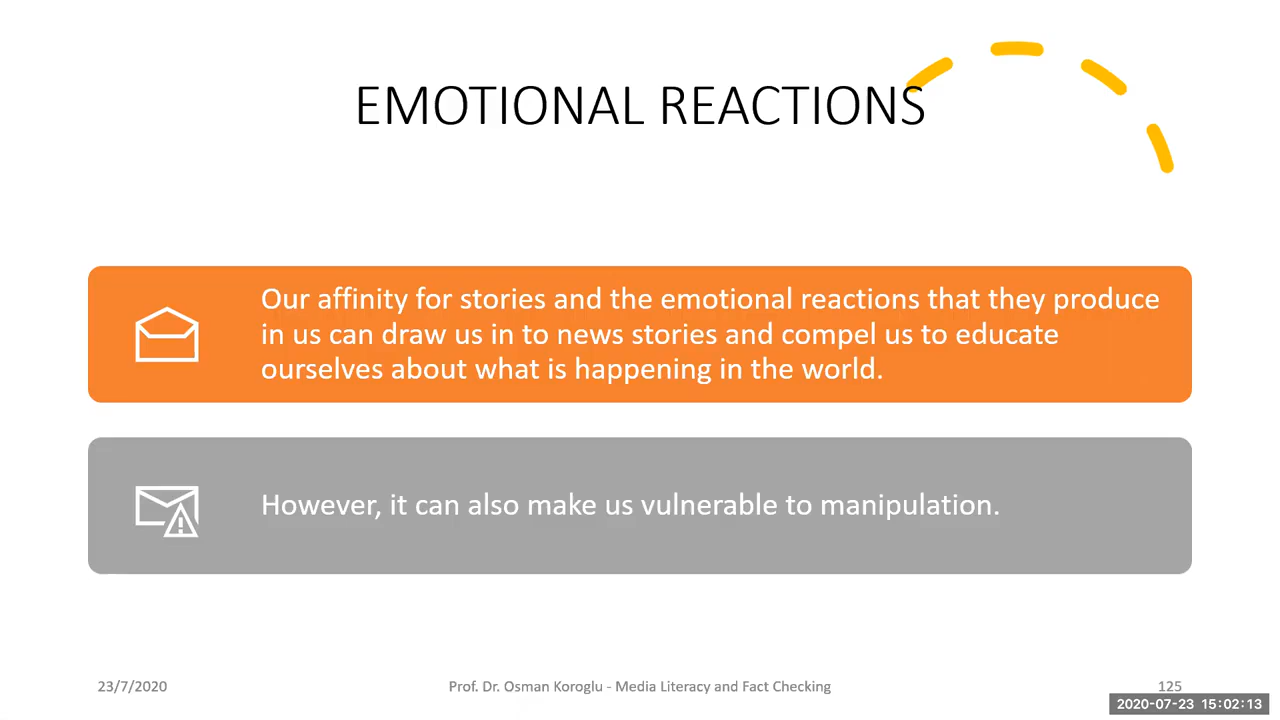 EMOTIONAL REACTIONS
Our affinity for stories and the emotional reactions that they produce
in us can draw us in to news stories and compel us to educate
ourselves about what is happening in the world.
However, it can also make us vulnerable to manipulation.
23/7/2020
Prof. Dr. Osman Koroglu - Media Literacy and Fact Checking
125
2020-07-23 15:02:13